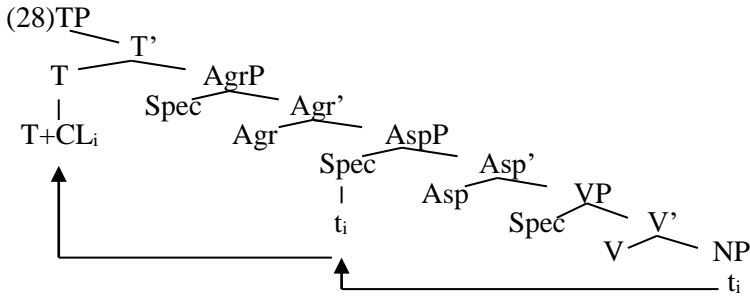 (28)TP
T’
T AgrP
Spec Agr’
T+CLi Agr AspP
Spec Asp’
Asp VP
ti Spec V’
V NP
ti